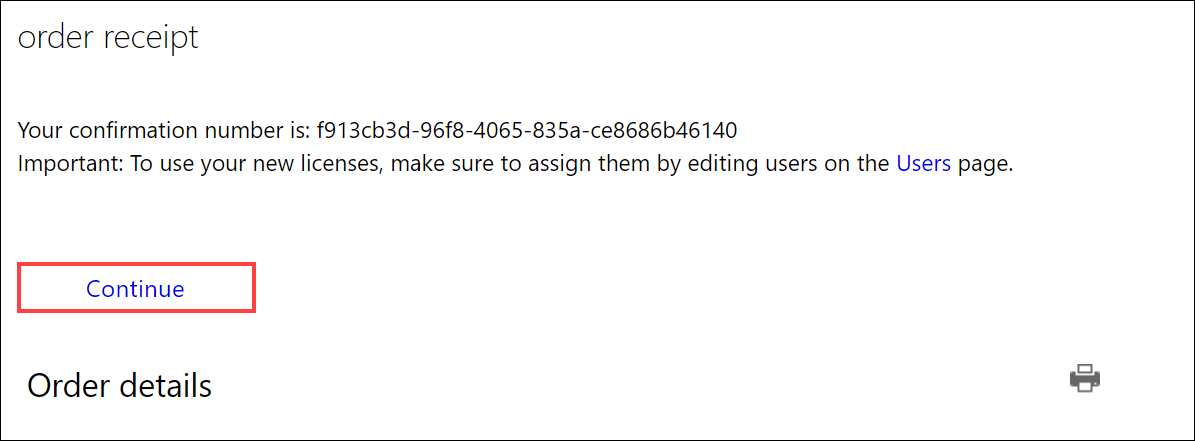 order receipt
Your confirmation number is: f913cb3d-96f8-4065-835a-ce8686b46140
Important: To use your new licenses, make sure to assign them by editing users on the Users page.
Continue
Order details